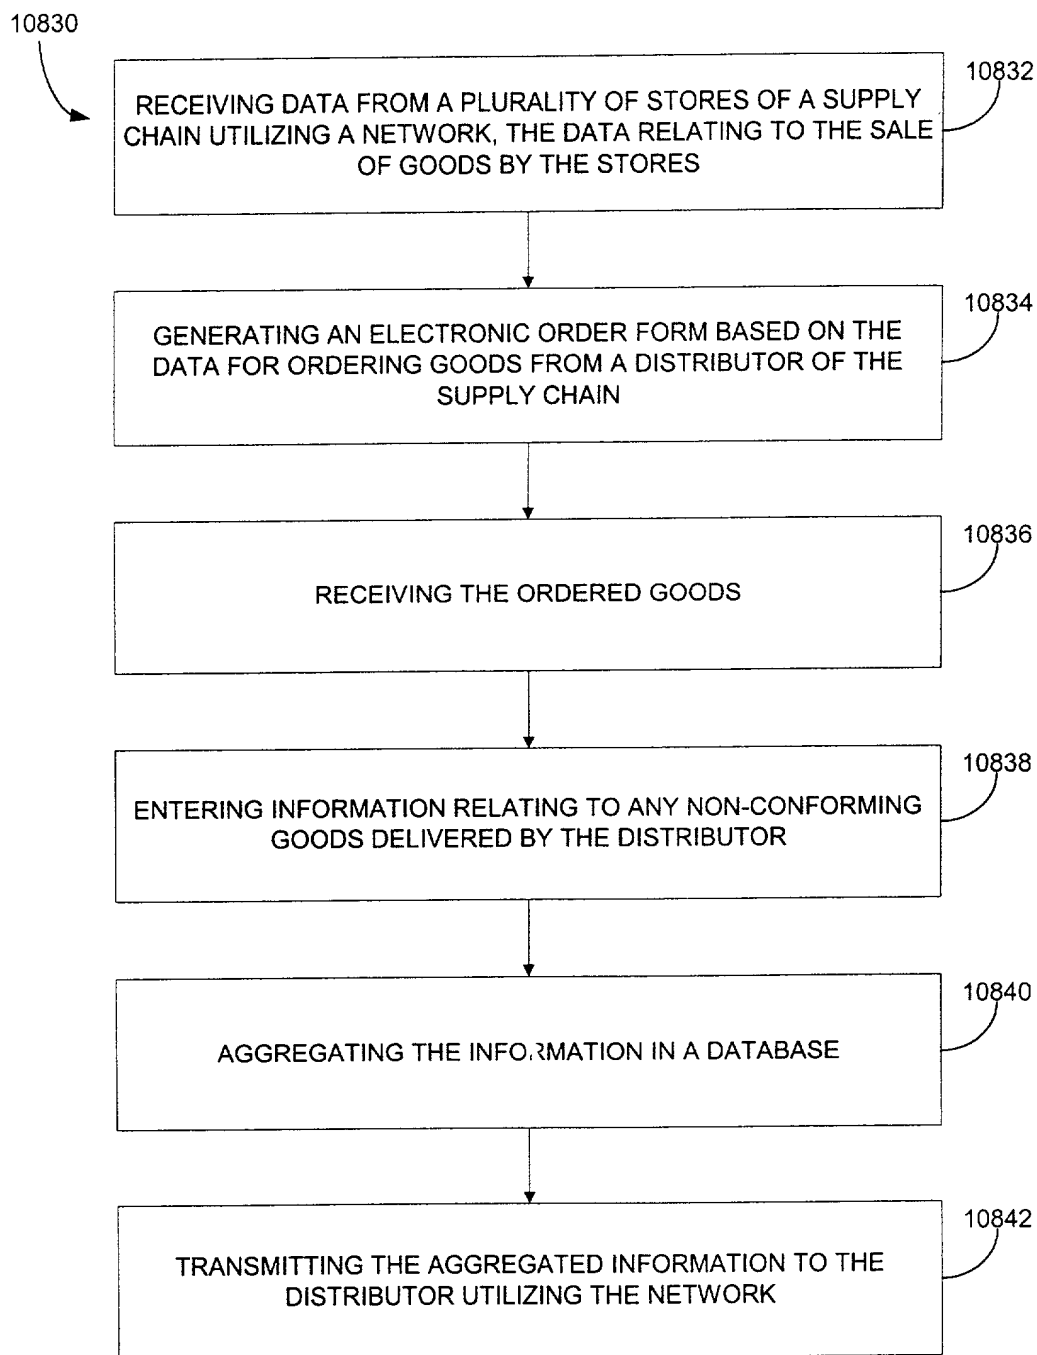 10830
10832
RECEIVING DATA FROM A PLURALITY OF STORES OF A SUPPLY
CHAIN UTILIZING A NETWORK, THE DATA RELATING TO THE SALE
OF GOODS BY THE STORES
10834
GENERATING AN ELECTRONIC ORDER FORM BASED ON THE
DATA FOR ORDERING GOODS FROM A DISTRIBUTOR OF THE
SUPPLY CHAIN
10836
RECEIVING THE ORDERED GOODS
10838
ENTERING INFORMATION RELATING TO ANY NON-CONFORMING
GOODS DELIVERED BY THE DISTRIBUTOR
10840
AGGREGATING THE INFORMATION IN A DATABASE
10842
TRANSMITTING THE AGGREGATED INFORMATION TO THE
DISTRIBUTOR UTILIZING THE NETWORK